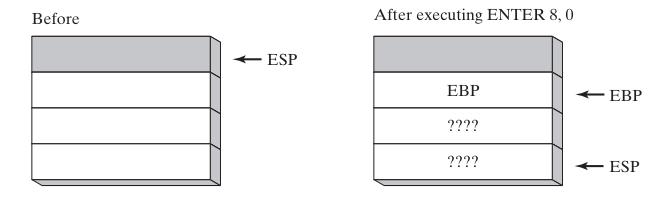 Before
ESP
After executing ENTER 8, 0
EBP
EBP
????
????
ESP